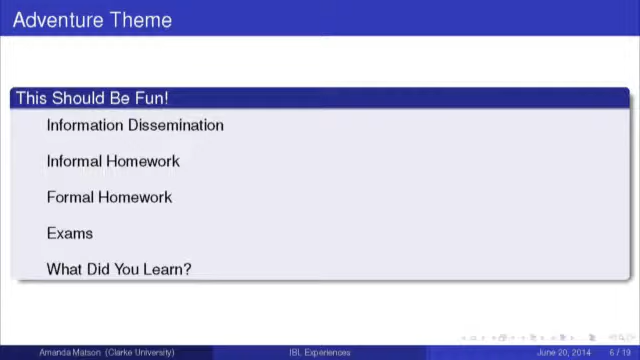 Adventure Theme
This Should Be Fun!
Information Dissemination
Informal Homework
Formal Homework
Exams
What Did You Learn?
Amanda Matson (Clarke University)
IBL Experiences
June 20, 2014
6 / 19